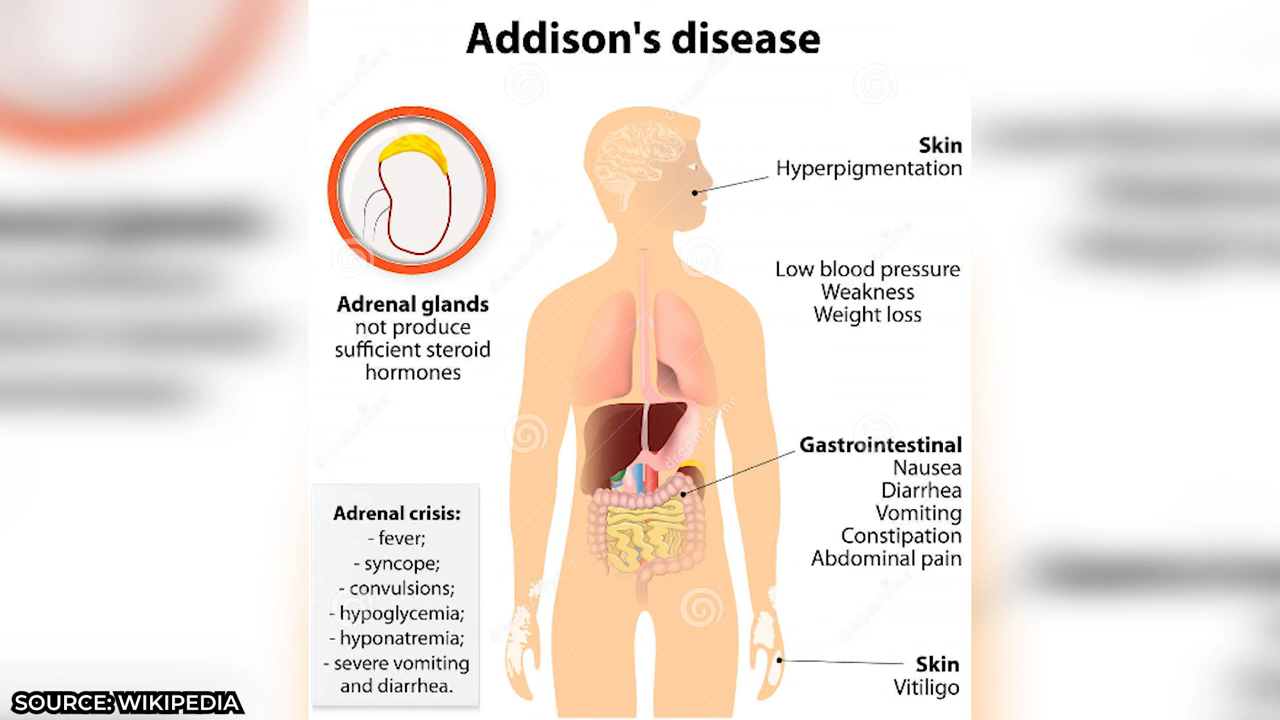 Addison's disease
Adrenal glands
not produce
sufficient steroid
hormones
Adrenal crisis:
- fever;
- syncope;
- convulsions;
- hypoglycemia;
- hyponatremia;
- severe vomiting
and diarrhea.
Skin
Hyperpigmentation
Low blood pressure
Weakness
Weight loss
Gastrointestinal
Nausea
Diarrhea
Vomiting
Constipation
Abdominal pain
Skin
Vitiligo
SOURCE: WIKIPEDIA
dreamstime